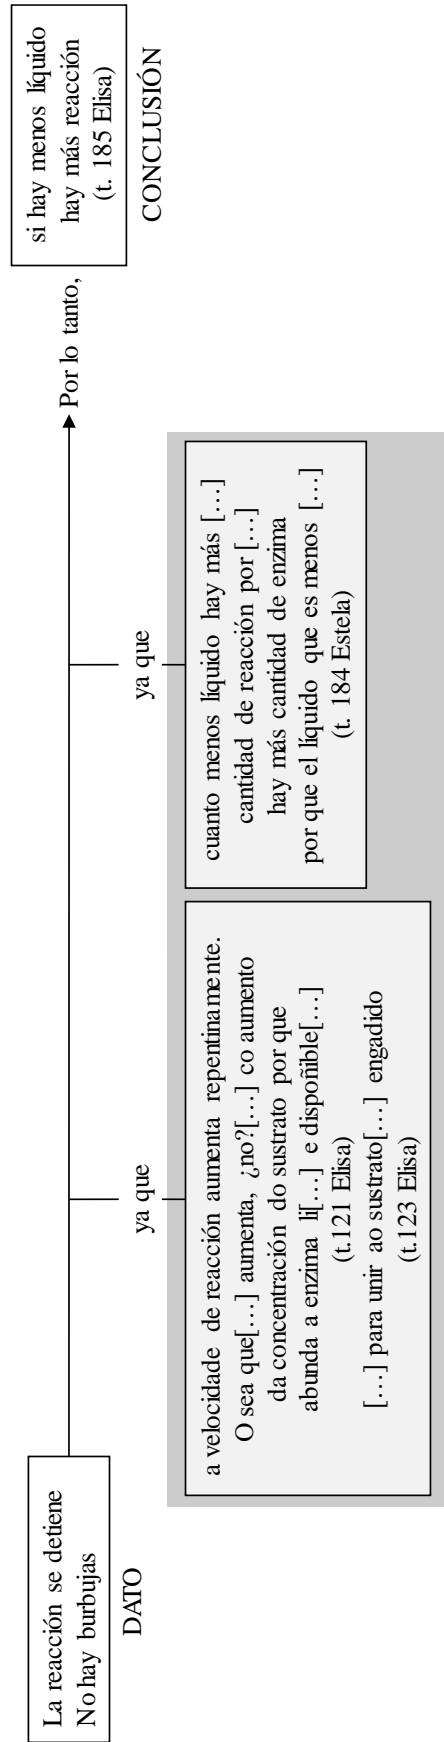 La reacción se detiene
No hay burbujas
DATO
ya que
a velocidade de reacción aumenta repentinamente.
O sea que[…] aumenta, ¿no?[…] co aumento
da concentración do sustrato por que
abunda a enzima li[…] e dispoñible[…]
(t.121 Elisa)
[…] para unir ao sustrato[…] engadido
(t.123 Elisa)
ya que
cuanto menos líquido hay más […]
cantidad de reacción por […]
hay más cantidad de enzima
por que el líquido que es menos […]
(t. 184 Estela)
Por lo tanto,
si hay menos líquido
hay más reacción
(t. 185 Elisa)
CONCLUSIÓN